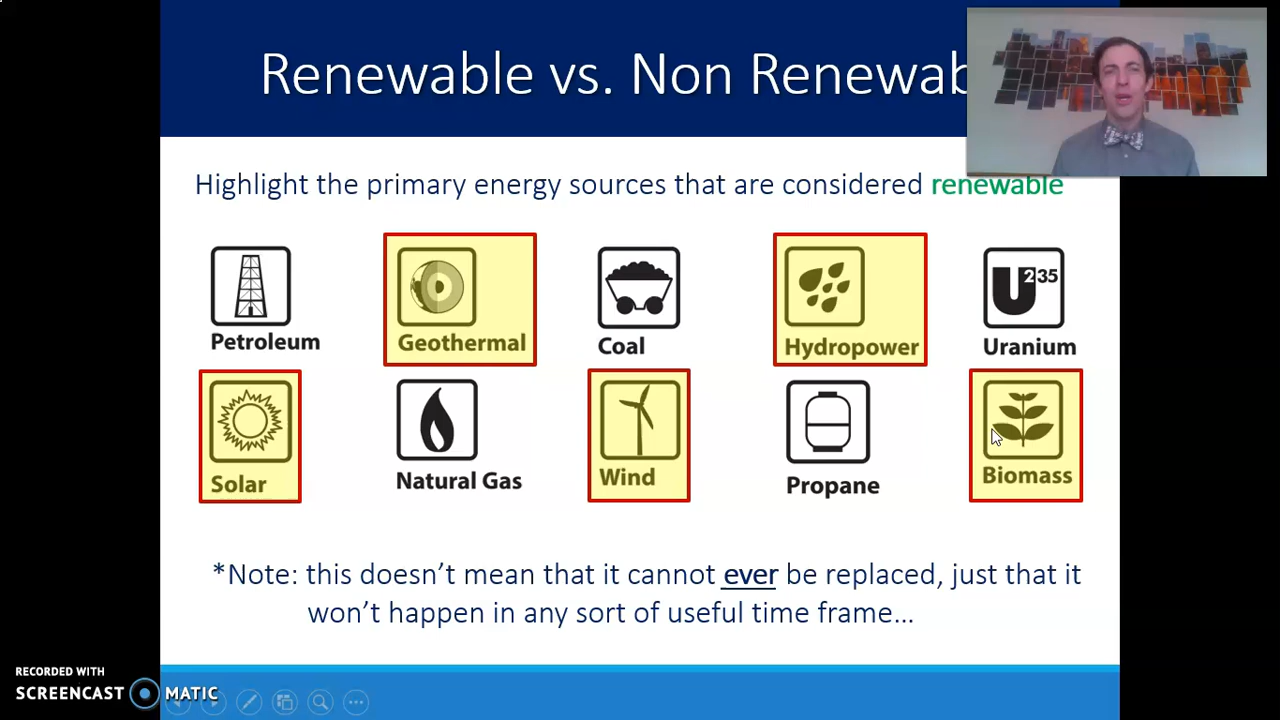 Renewable vs. Non Renewab
Highlight the primary energy sources that are considered renewable
U235
Petroleum
Geothermal
Coal
Hydropower
Uranium
Solar
Natural Gas
Wind
Propane
Biomass
*Note: this doesn’t mean that it cannot ever be replaced, just that it
won’t happen in any sort of useful time frame…
RECORDED WITH
SCREENCAST MATIC